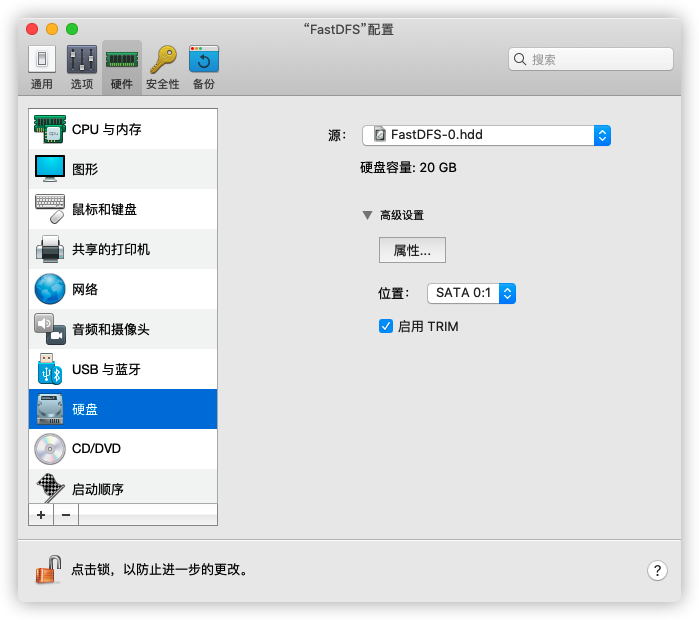 “FastDFS”配置
通用 选项 硬件 安全性 备份
搜索
CPU 与内存
图形
鼠标和键盘
共享的打印机
网络
音频和摄像头
USB 与蓝牙
硬盘
CD/DVD
启动顺序
+ −
源：
FastDFS-0.hdd
硬盘容量: 20 GB
高级设置
属性...
位置：
SATA 0:1
启用 TRIM
点击锁，以防止进一步的更改。
?